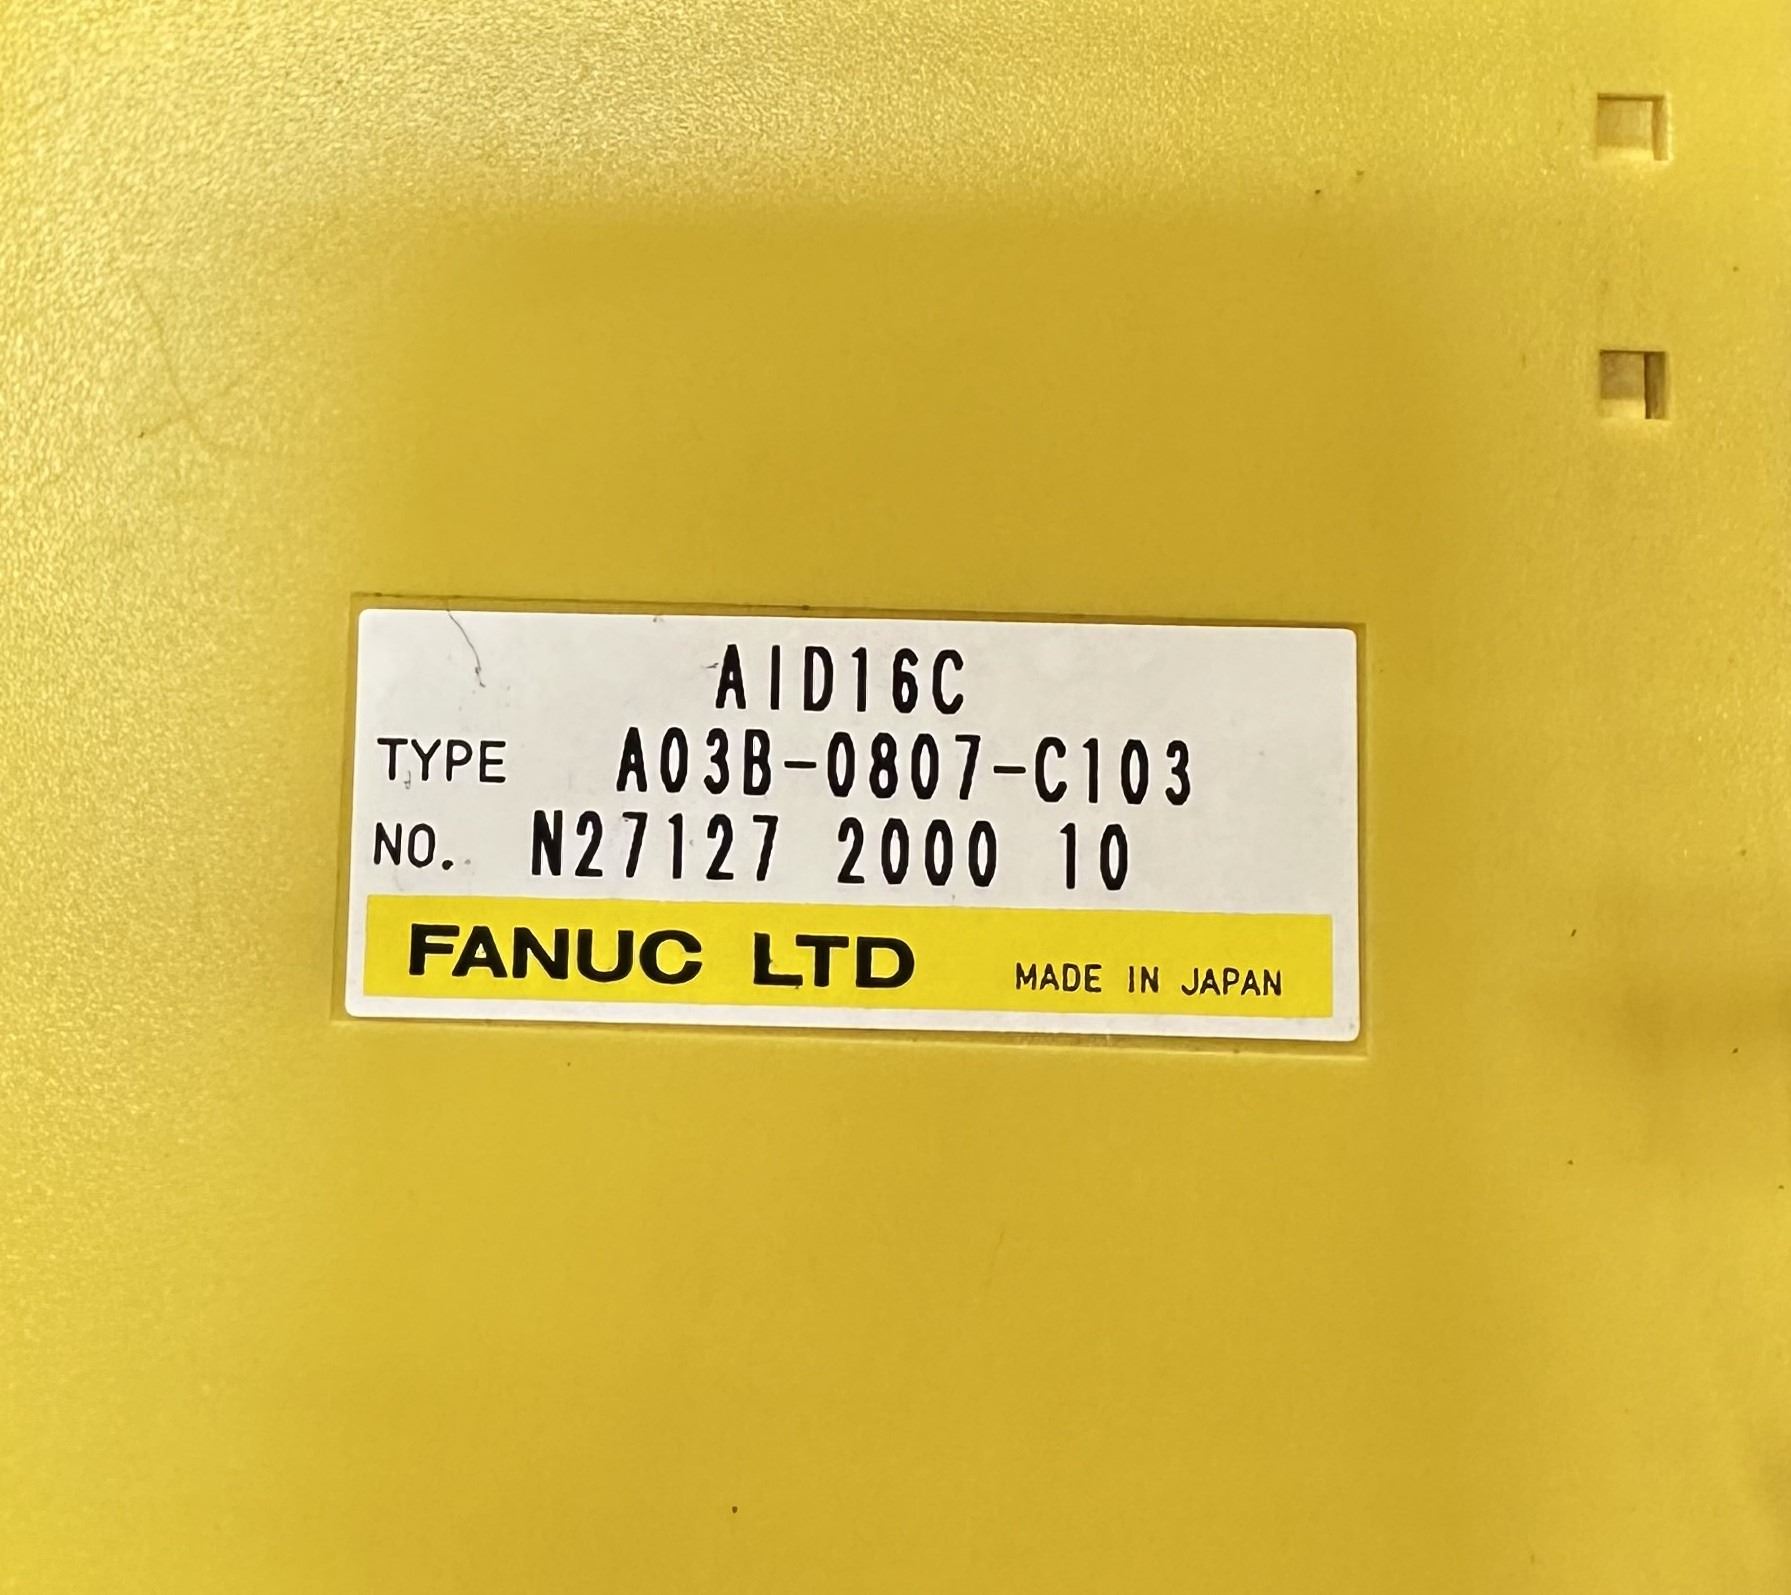 AID16C
TYPE A03B-0807-C103
NO. N27127 2000 10
FANUC LTD MADE IN JAPAN